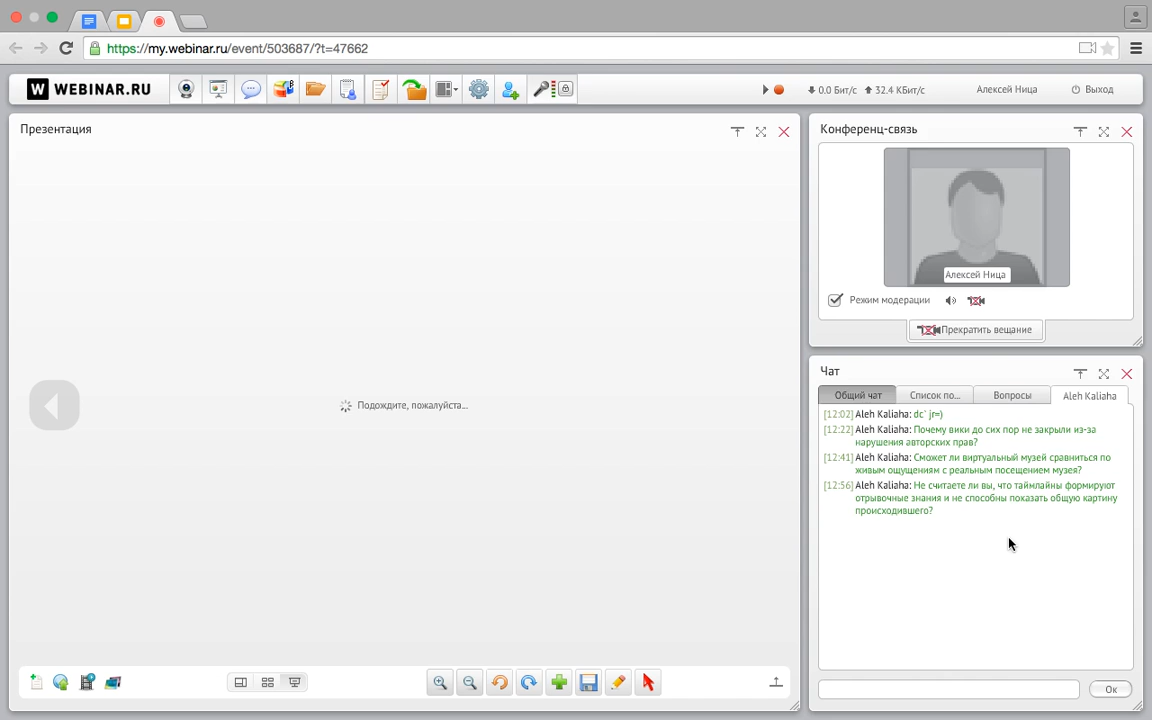 https://my.webinar.ru/event/503687/?t=47662
W WEBINAR.RU
0.0 Бит/с 32.4 КБит/с
Алексей Ница
Выход
Презентация
Подождите, пожалуйста...
Конференц-связь
Алексей Ница
Режим модерации
Прекратить вещание
Чат
Общий чат
Список по...
Вопросы
Aleh Kaliaha
[12:02] Aleh Kaliaha: dc` jr=)
[12:22] Aleh Kaliaha: Почему вики до сих пор не закрыли из-за
нарушения авторских прав?
[12:41] Aleh Kaliaha: Сможет ли виртуальный музей сравниться по
живым ощущениям с реальным посещением музея?
[12:56] Aleh Kaliaha: Не считаете ли вы, что таймлайны формируют
отрывочные знания и не способны показать общую картину
происходившего?
Ок